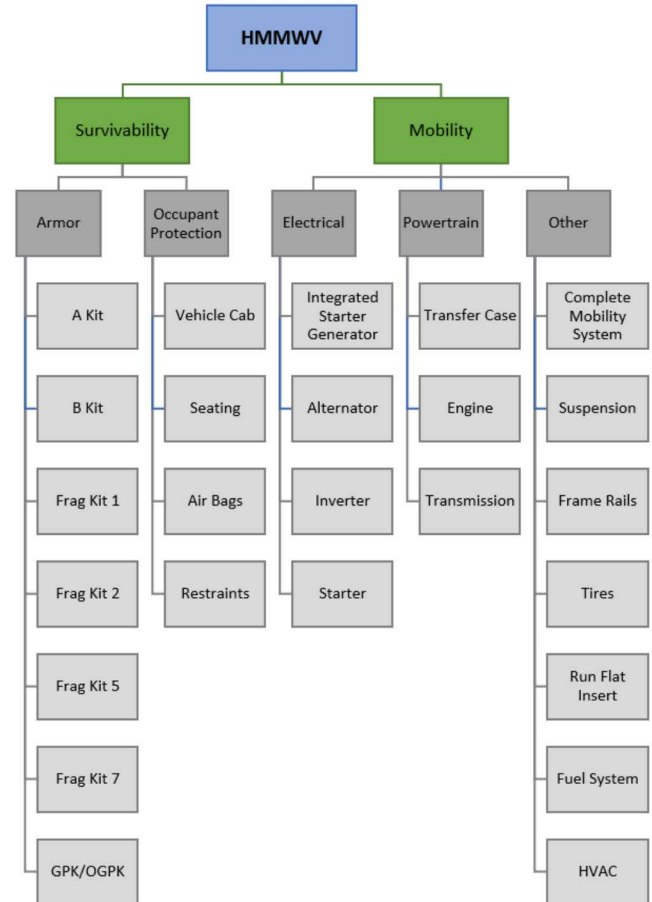 HMMWV
Survivability
Mobility
Armor
Occupant
Protection
Electrical
Powertrain
Other
A Kit
Vehicle Cab
Integrated
Starter
Generator
Transfer Case
Complete
Mobility
System
B Kit
Seating
Alternator
Engine
Suspension
Frag Kit 1
Air Bags
Inverter
Transmission
Frame Rails
Frag Kit 2
Restraints
Starter
Tires
Frag Kit 5
Run Flat
Insert
Frag Kit 7
Fuel System
GPK/OGPK
HVAC